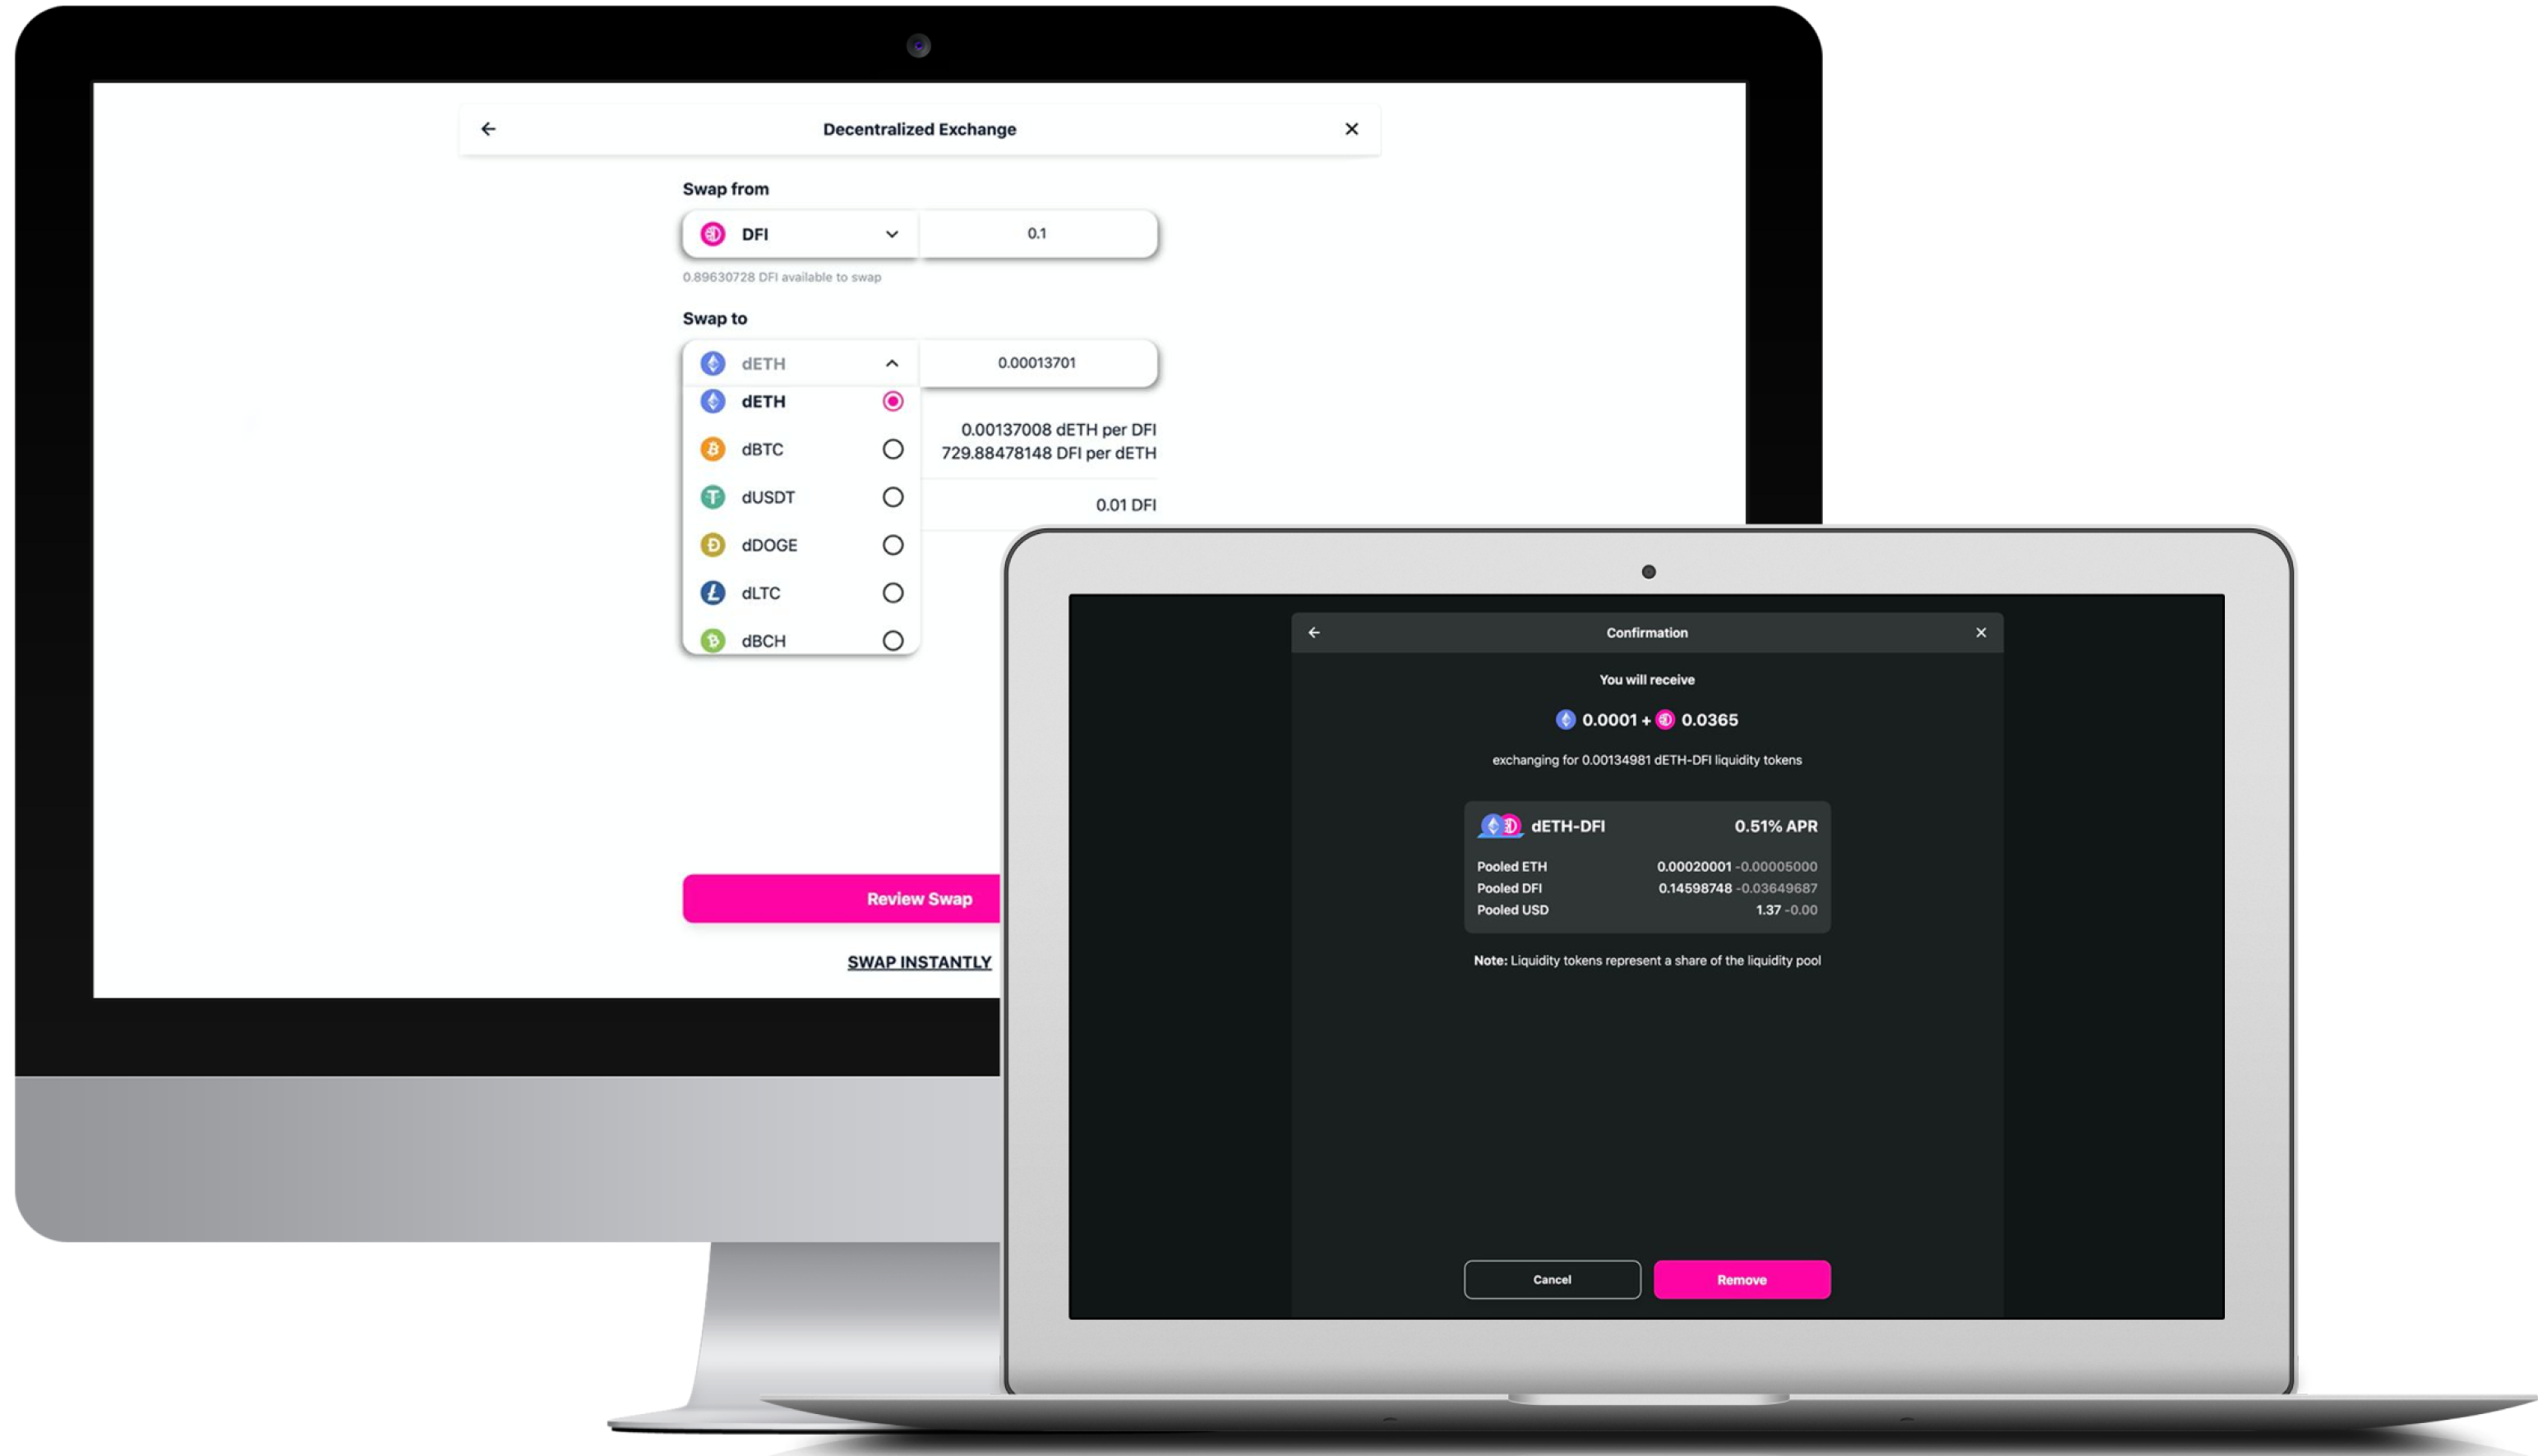 Decentralized Exchange
Swap from
DFI 0.1
0.89630728 DFI available to swap
Swap to
dETH 0.00013701
dETH
dBTC
dUSDT
dDOGE
dLTC
dBCH
0.00137008 dETH per DFI
729.88478148 DFI per dETH
0.01 DFI
Review Swap
SWAP INSTANTLY
Confirmation
You will receive
0.0001 + 0.0365
exchanging for 0.00134981 dETH-DFI liquidity tokens
dETH-DFI 0.51% APR
Pooled ETH 0.00020001 -0.00005000
Pooled DFI 0.14598748 -0.03649687
Pooled USD 1.37 -0.00
Note: Liquidity tokens represent a share of the liquidity pool
Cancel Remove